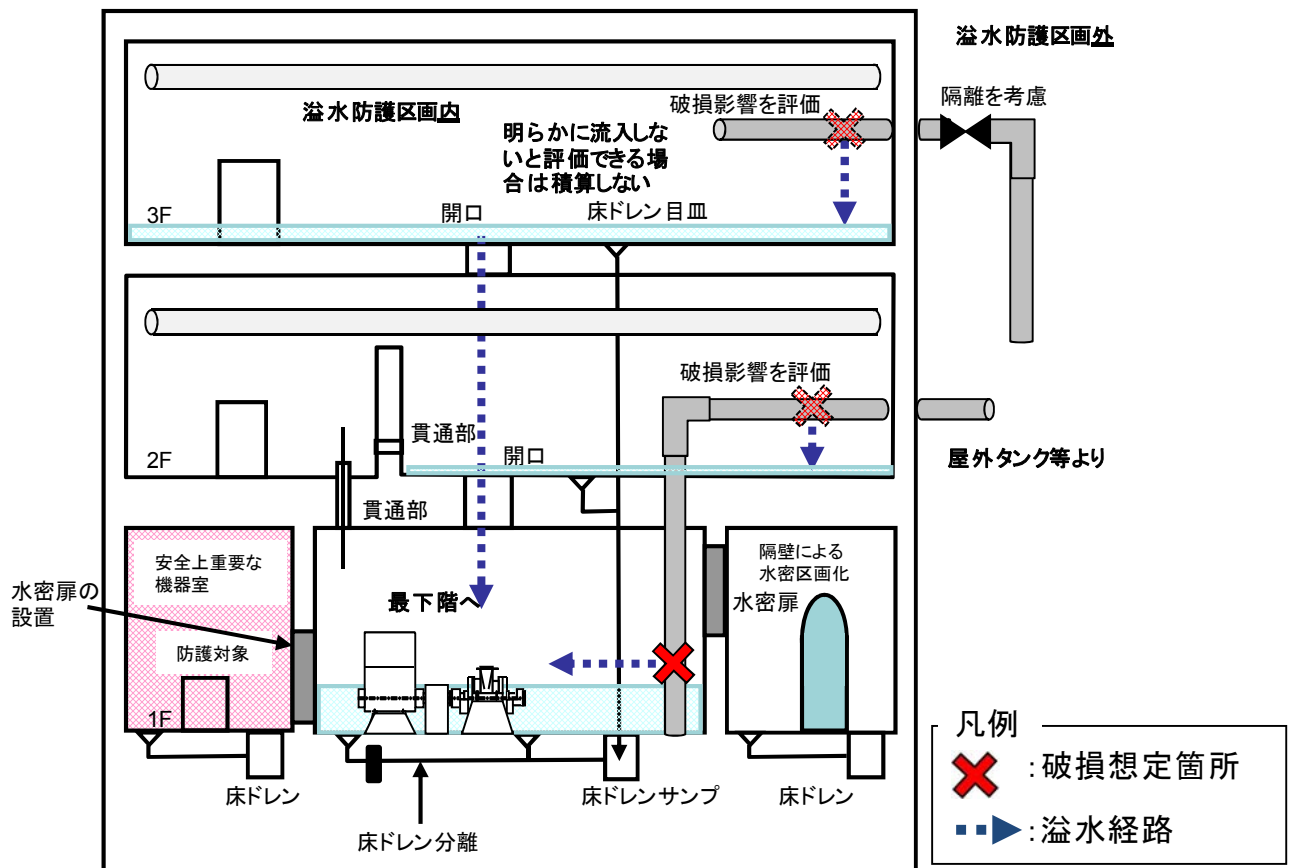 溢水防護区画外
溢水防護区画内
破損影響を評価
隔離を考慮
明らかに流入しな
いと評価できる場
合は積算しない
3F
開口
床ドレン目皿
破損影響を評価
貫通部
2F
開口
屋外タンク等より
貫通部
安全上重要な
機器室
隔壁による
水密区画化
水密扉の
設置
最下階へ
水密扉
防護対象
1F
凡例
:破損想定箇所
床ドレン
床ドレンサンプ
床ドレン
床ドレン分離
:溢水経路